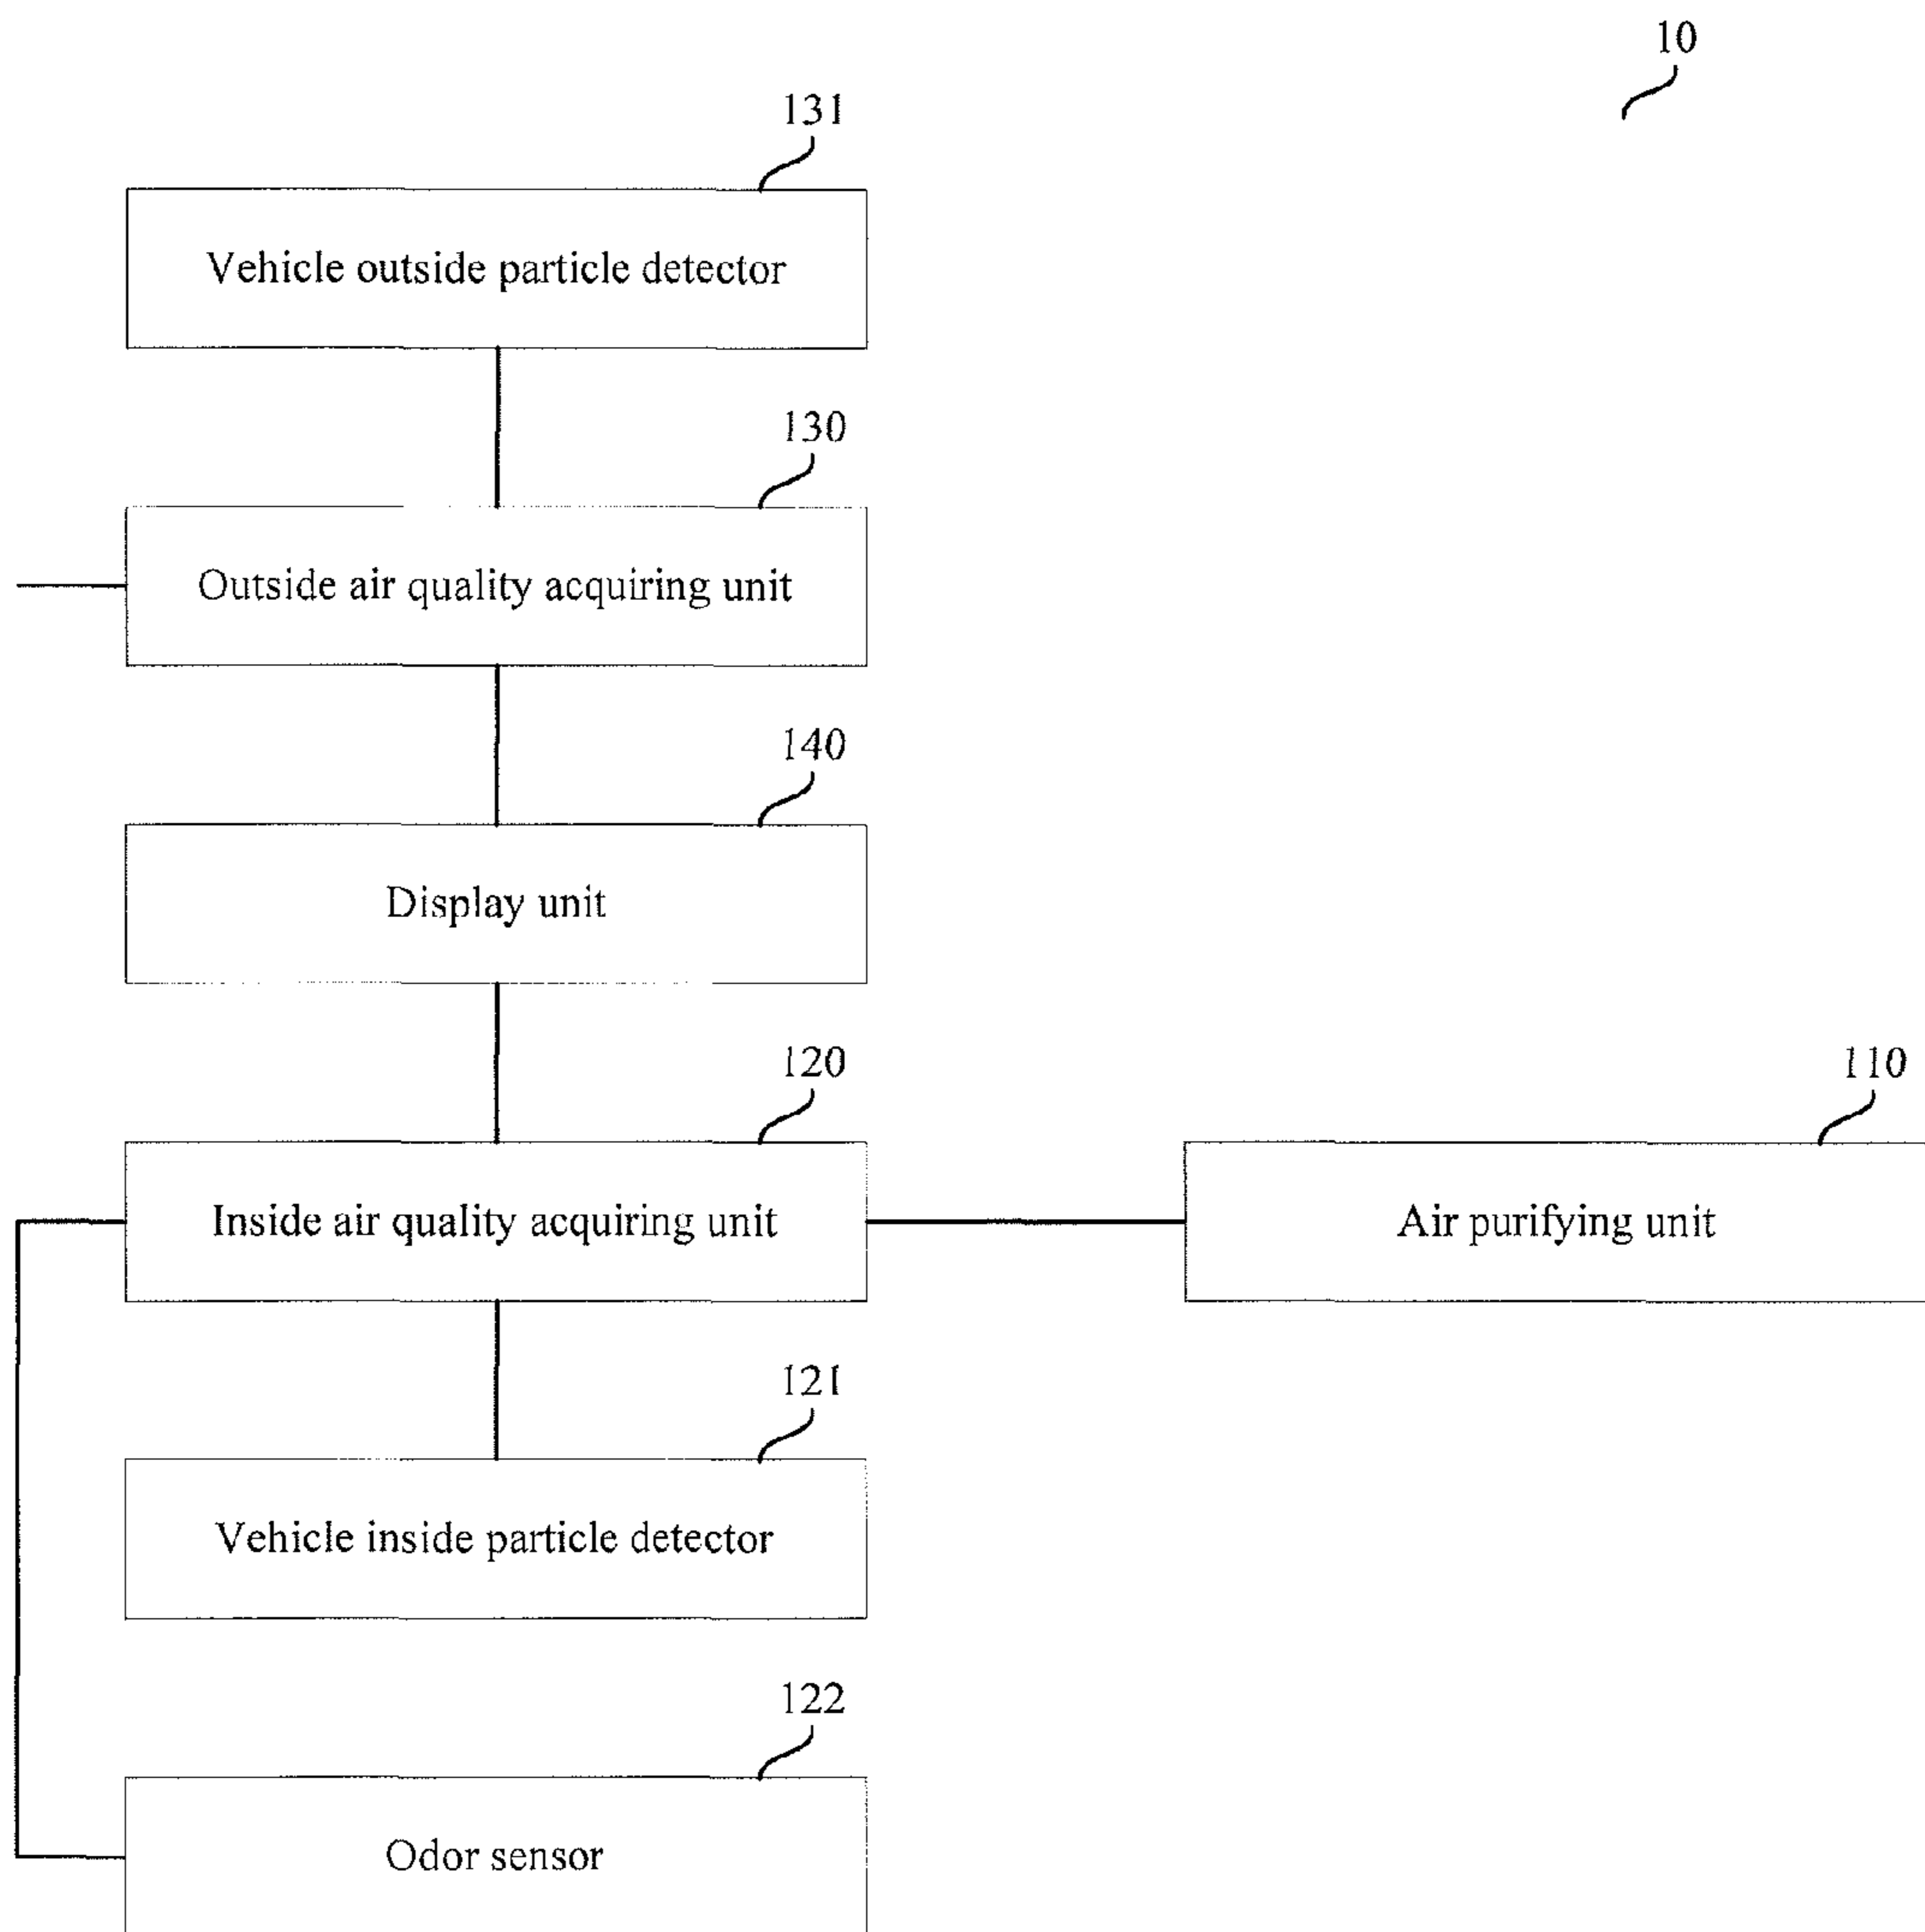 10
131
Vehicle outside particle detector
130
Outside air quality acquiring unit
140
Display unit
120
Inside air quality acquiring unit
110
Air purifying unit
121
Vehicle inside particle detector
122
Odor sensor